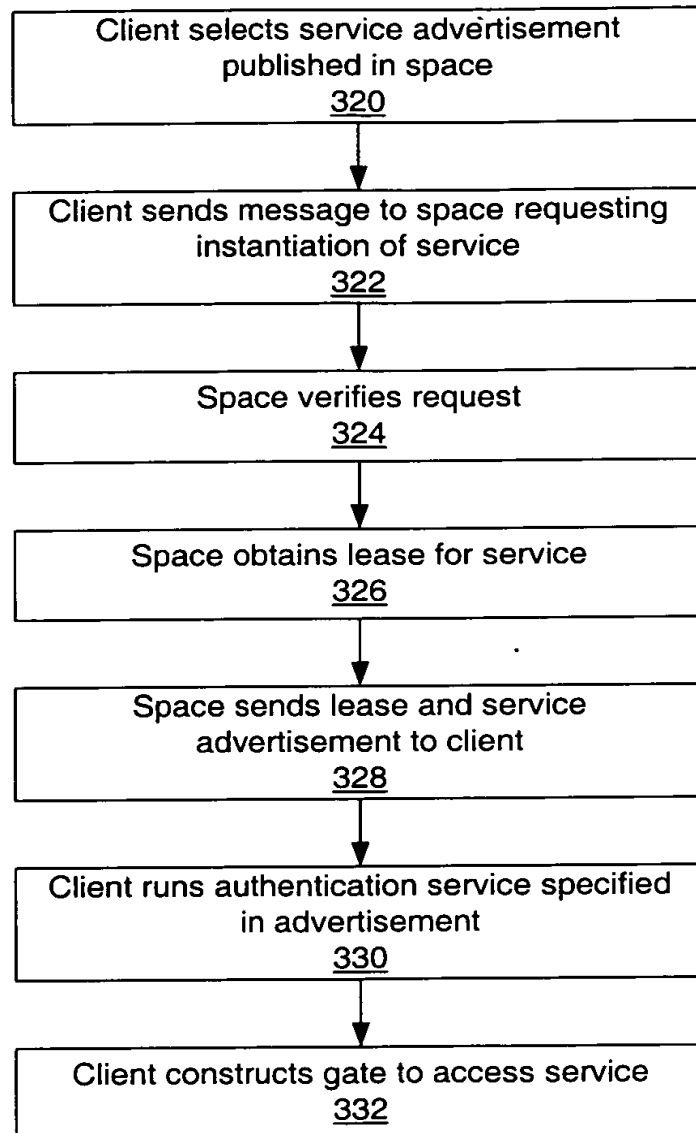 Client selects service advertisement
published in space
320
Client sends message to space requesting
instantiation of service
322
Space verifies request
324
Space obtains lease for service
326
Space sends lease and service
advertisement to client
328
Client runs authentication service specified
in advertisement
330
Client constructs gate to access service
332